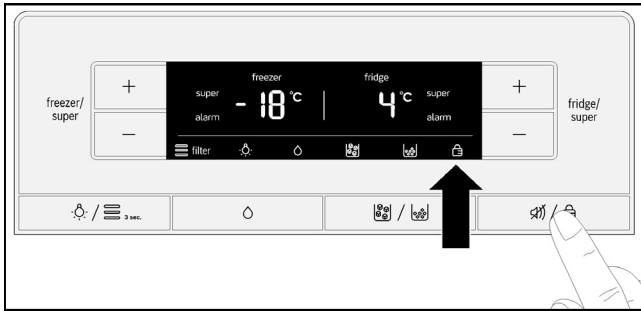 freezer/
super
+
−
freezer
super
alarm
- 18 °C
fridge
4 °C
super
alarm
filter
+
−
fridge/
super
/ 3 sec.
/
/